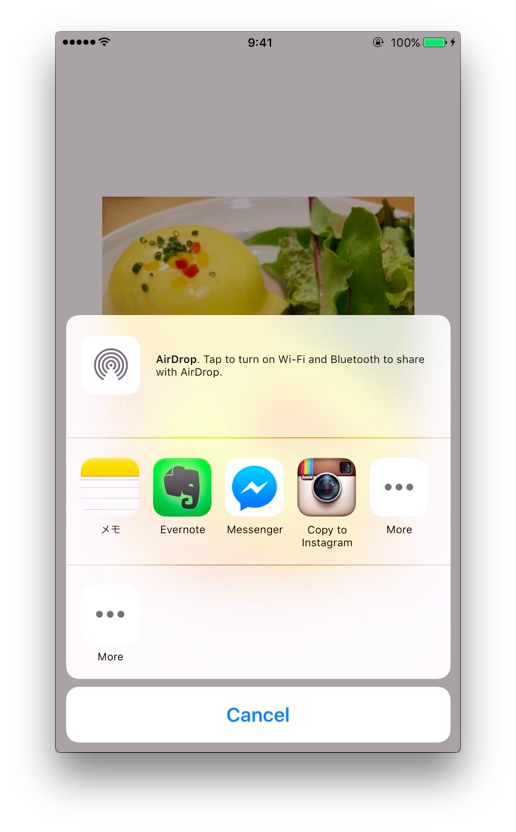 9:41
100%
AirDrop. Tap to turn on Wi-Fi and Bluetooth to share
with AirDrop.
メモ
Evernote
Messenger
Copy to
Instagram
More
More
Cancel